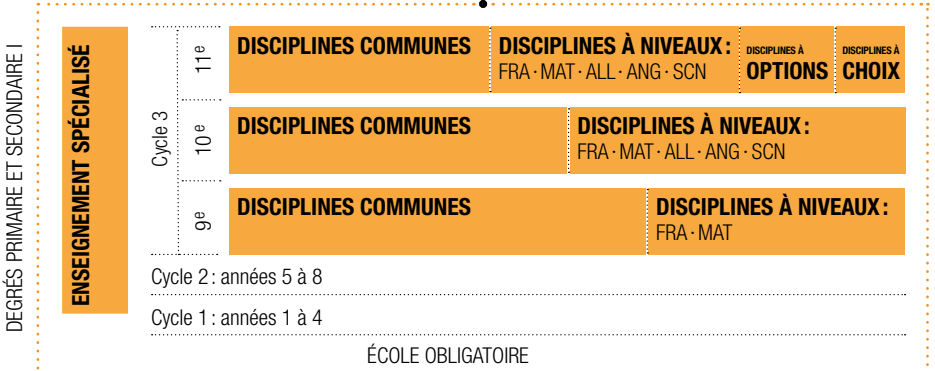 DEGRÉS PRIMAIRE ET SECONDAIRE I
ENSEIGNEMENT SPÉCIALISÉ
Cycle 3
11e
DISCIPLINES COMMUNES
DISCIPLINES À NIVEAUX :
FRA · MAT · ALL · ANG · SCN
DISCIPLINES À
OPTIONS
DISCIPLINES À
CHOIX
10e
DISCIPLINES COMMUNES
DISCIPLINES À NIVEAUX :
FRA · MAT · ALL · ANG · SCN
9e
DISCIPLINES COMMUNES
DISCIPLINES À NIVEAUX :
FRA · MAT
Cycle 2 : années 5 à 8
Cycle 1 : années 1 à 4
ÉCOLE OBLIGATOIRE